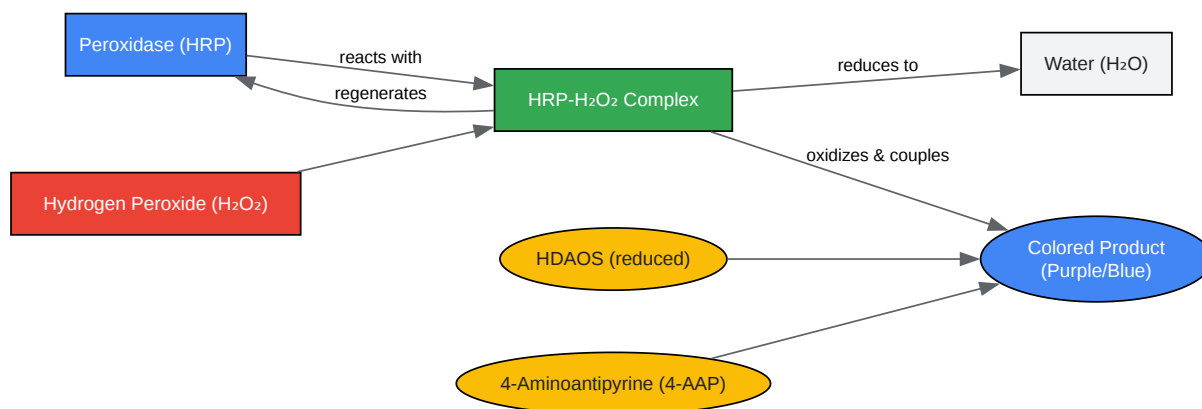 Peroxidase (HRP)
reacts with
regenerates
HRP-H₂O₂ Complex
reduces to
Water (H₂O)
Hydrogen Peroxide (H₂O₂)
oxidizes & couples
HDAOS (reduced)
Colored Product
(Purple/Blue)
4-Aminoantipyrine (4-AAP)